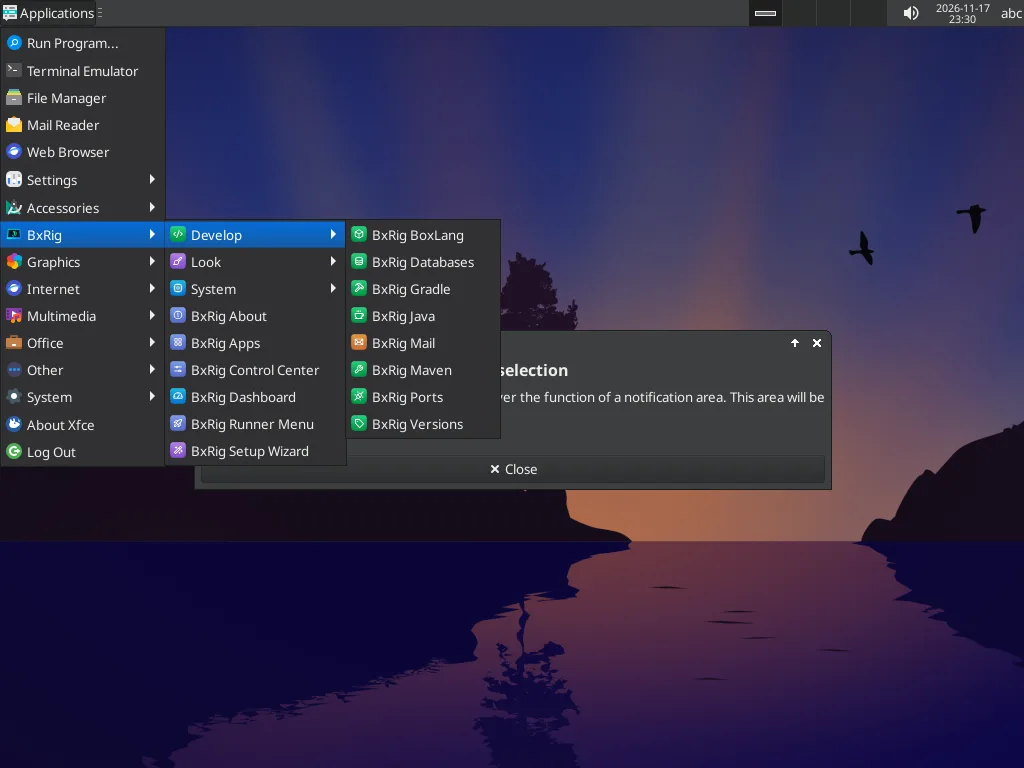 Applications
2026-11-17
23:30
abc
Run Program...
Terminal Emulator
File Manager
Mail Reader
Web Browser
Settings
Accessories
BxRig
Graphics
Internet
Multimedia
Office
Other
System
About Xfce
Log Out
Develop
Look
System
BxRig About
BxRig Apps
BxRig Control Center
BxRig Dashboard
BxRig Runner Menu
BxRig Setup Wizard
BxRig BoxLang
BxRig Databases
BxRig Gradle
BxRig Java
BxRig Mail
BxRig Maven
BxRig Ports
BxRig Versions
selection
the function of a notification area. This area will be
Close